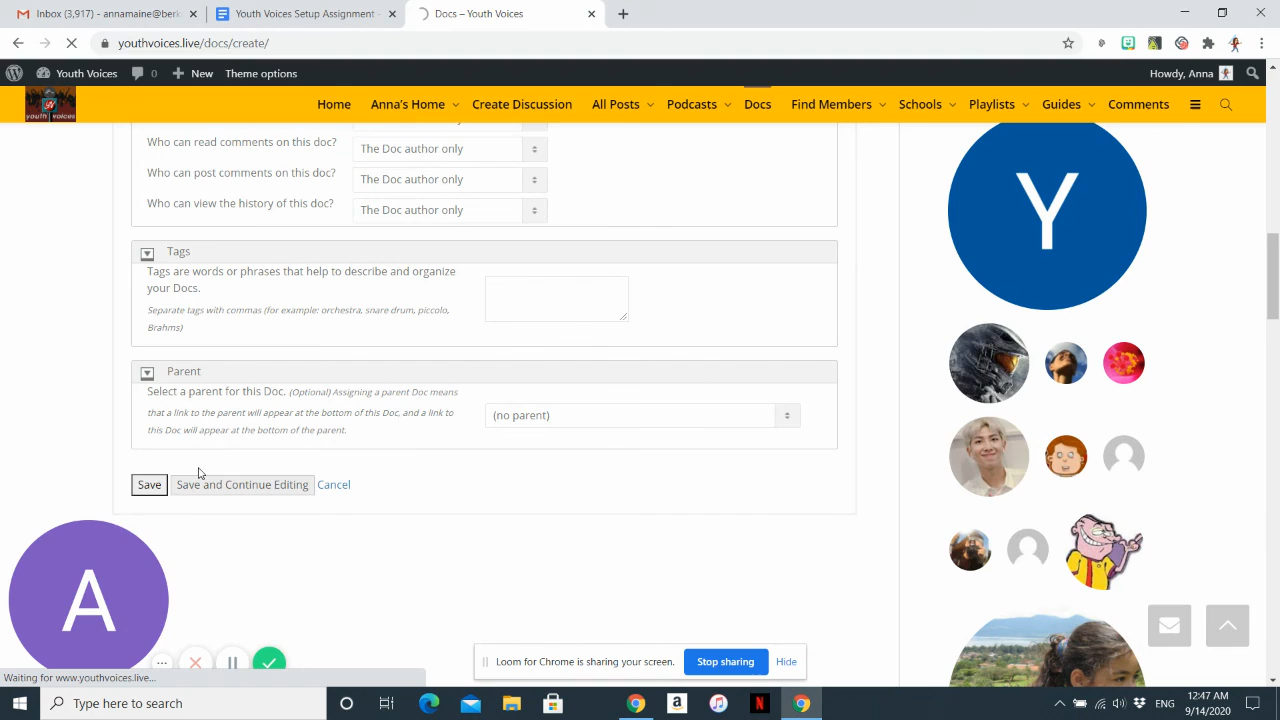 Inbox (3,917) - annamaine@berk
Youth Voices Setup Assignment
Docs – Youth Voices
youthvoices.live/docs/create/
Youth Voices
0
New
Theme options
Howdy, Anna
youth voices
Home
Anna's Home
Create Discussion
All Posts
Podcasts
Docs
Find Members
Schools
Playlists
Guides
Comments
Who can read comments on this doc?
The Doc author only
Who can post comments on this doc?
The Doc author only
Who can view the history of this doc?
The Doc author only
Tags
Tags are words or phrases that help to describe and organize
your Docs.
Separate tags with commas (for example: orchestra, snare drum, piccolo,
Brahms)
Parent
Select a parent for this Doc. (Optional) Assigning a parent Doc means
that a link to the parent will appear at the bottom of this Doc, and a link to
this Doc will appear at the bottom of the parent.
(no parent)
Save
Save and Continue Editing
Cancel
Y
A
Loom for Chrome is sharing your screen.
Stop sharing
Hide
Waiting for www.youthvoices.live...
Type here to search
ENG
12:47 AM
9/14/2020